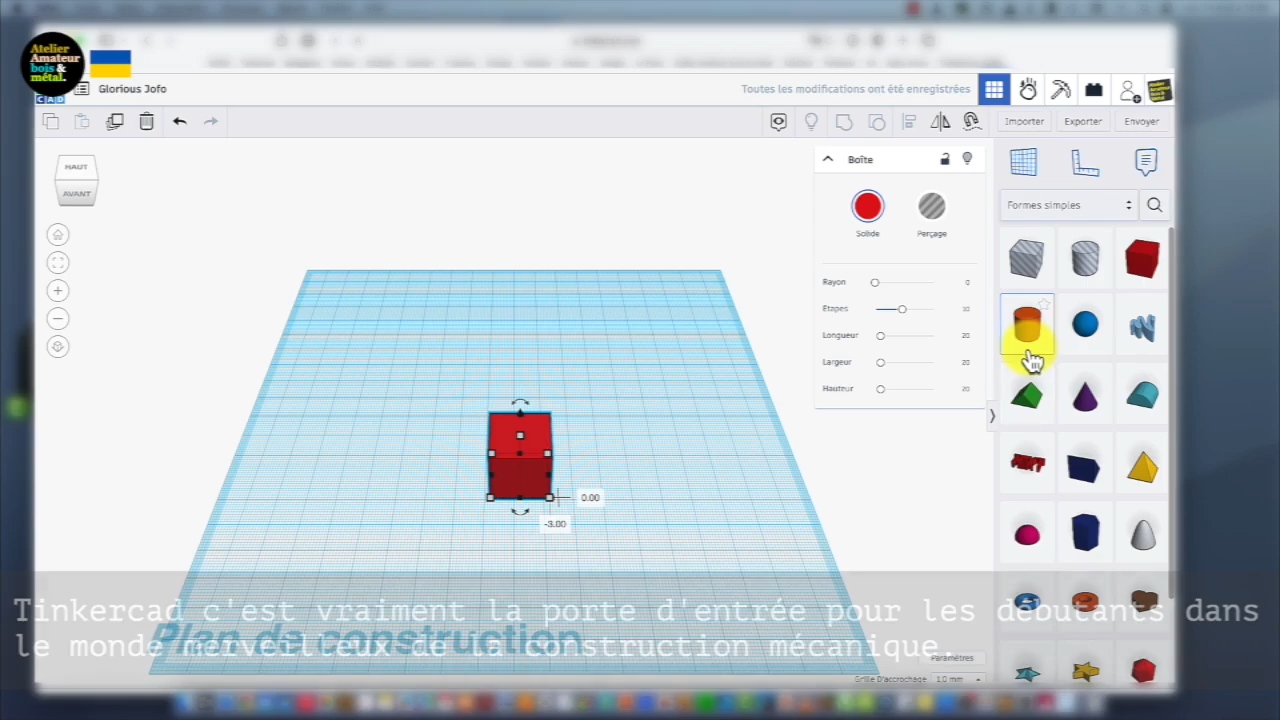 Atelier
Amateur
bois &
métal.
CAD
Glorious Jofo
Toutes les modifications ont été enregistrées
Importer
Exporter
Envoyer
HAUT
AVANT
Boîte
Solide
Perçage
Rayon 0
Etapes 10
Longueur 20
Largeur 20
Hauteur 20
Formes simples
0.00
-3.00
Plan de construction
Tinkercad c'est vraiment la porte d'entrée pour les débutants dans
le monde merveilleux de la construction mécanique.
Paramètres
Grille D'accrochage 1,0 mm